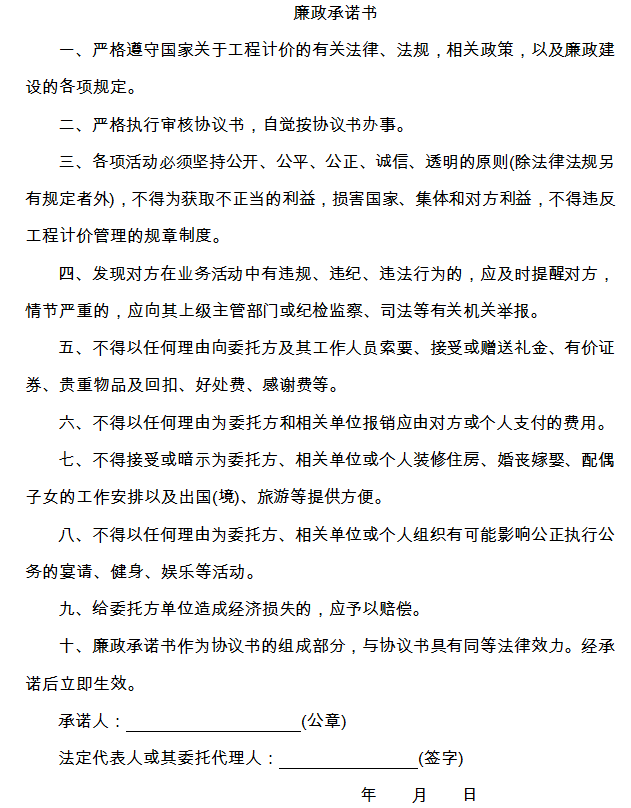 廉政承诺书
一、严格遵守国家关于工程计价的有关法律、法规，相关政策，以及廉政建
设的各项规定。
二、严格执行审核协议书，自觉按协议书办事。
三、各项活动必须坚持公开、公平、公正、诚信、透明的原则(除法律法规另
有规定者外)，不得为获取不正当的利益，损害国家、集体和对方利益，不得违反
工程计价管理的规章制度。
四、发现对方在业务活动中有违规、违纪、违法行为的，应及时提醒对方，
情节严重的，应向其上级主管部门或纪检监察、司法等有关机关举报。
五、不得以任何理由向委托方及其工作人员索要、接受或赠送礼金、有价证
券、贵重物品及回扣、好处费、感谢费等。
六、不得以任何理由为委托方和相关单位报销应由对方或个人支付的费用。
七、不得接受或暗示为委托方、相关单位或个人装修住房、婚丧嫁娶、配偶
子女的工作安排以及出国(境)、旅游等提供方便。
八、不得以任何理由为委托方、相关单位或个人组织有可能影响公正执行公
务的宴请、健身、娱乐等活动。
九、给委托方单位造成经济损失的，应予以赔偿。
十、廉政承诺书作为协议书的组成部分，与协议书具有同等法律效力。经承
诺后立即生效。
承诺人：____________________(公章)
法定代表人或其委托代理人：________________(签字)
年 月 日